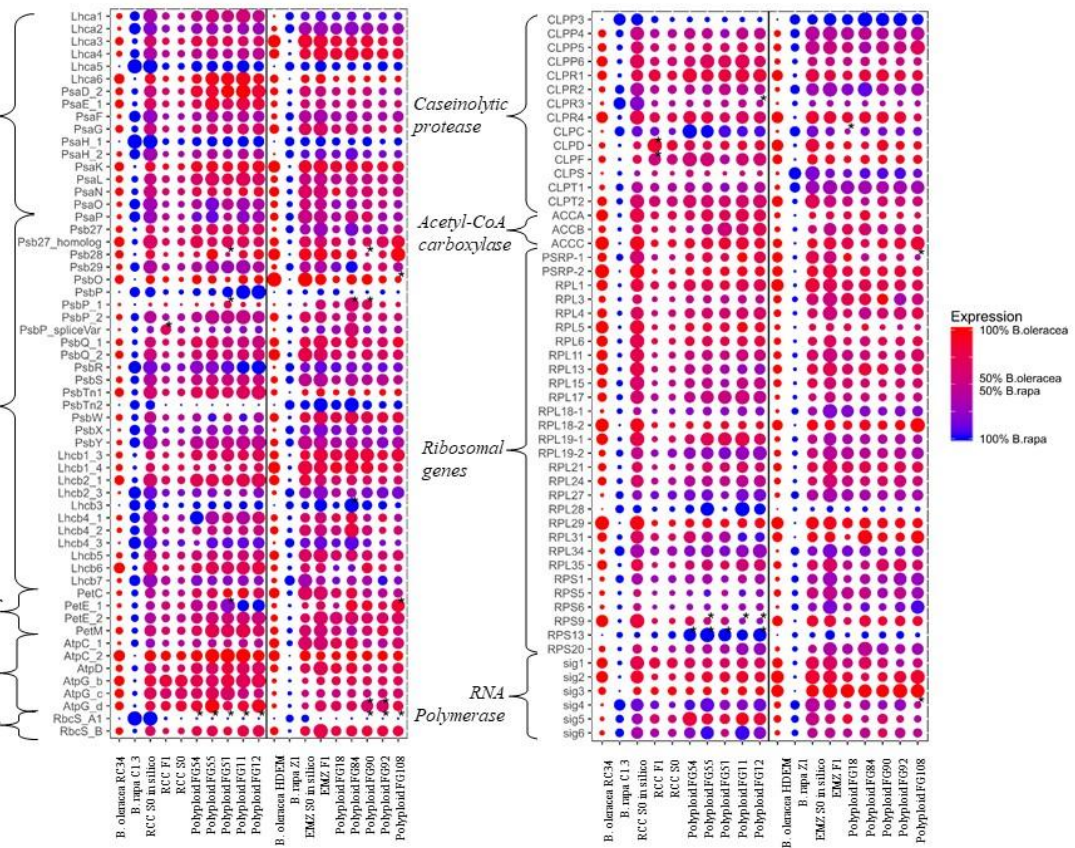 Lhca1
Lhca2
Lhca3
Lhca4
Lhca5
Lhca6
PsaD_2
PsaE_1
PsaF
PsaG
PsaH_1
PsaH_2
PsaK
PsaL
PsaN
PsaO
PsaP
Psb27
Psb27_homolog
Psb28
Psb29
PsbO
PsbP
PsbP_1
PsbP_2
PsbP_spliceVar
PsbQ_1
PsbQ_2
PsbR
PsbS
PsbTn1
PsbTn2
PsbW
PsbX
PsbY
Lhcb1_3
Lhcb1_4
Lhcb2_1
Lhcb2_3
Lhcb3
Lhcb4_1
Lhcb4_2
Lhcb4_3
Lhcb5
Lhcb6
Lhcb7
PetC
PetE_1
PetE_2
PetM
AtpC_1
AtpC_2
AtpD
AtpG_b
AtpG_c
AtpG_d
RbcS_A1
RbcS_B
B. oleracea RC34
B. rapa C1.3
RCC S0 in silico
RCC F1
RCC S0
Polyploid FG54
Polyploid FG55
Polyploid FG51
Polyploid FG11
Polyploid FG12
B. oleracea HDEM
B. rapa Z1
EMZ S0 in silico
EMZ F1
Polyploid FG18
Polyploid FG84
Polyploid FG90
Polyploid FG92
Polyploid FG108
Caseinolytic
protease
Acetyl-CoA
carboxylase
Ribosomal
genes
RNA
Polymerase
CLPP3
CLPP4
CLPP5
CLPP6
CLPR1
CLPR2
CLPR3
CLPR4
CLPC
CLPD
CLPF
CLPS
CLPT1
CLPT2
ACCA
ACCB
ACCC
PSRP-1
PSRP-2
RPL1
RPL3
RPL4
RPL5
RPL6
RPL11
RPL13
RPL15
RPL17
RPL18-1
RPL18-2
RPL19-1
RPL19-2
RPL21
RPL24
RPL27
RPL28
RPL29
RPL31
RPL34
RPL35
RPS1
RPS5
RPS6
RPS9
RPS13
RPS20
sig1
sig2
sig3
sig4
sig5
sig6
B. oleracea RC34
B. rapa C1.3
RCC S0 in silico
RCC F1
RCC S0
Polyploid FG54
Polyploid FG55
Polyploid FG51
Polyploid FG11
Polyploid FG12
B. oleracea HDEM
B. rapa Z1
EMZ S0 in silico
EMZ F1
Polyploid FG18
Polyploid FG84
Polyploid FG90
Polyploid FG92
Polyploid FG108
Expression
100% B.oleracea
50% B.oleracea
50% B.rapa
100% B.rapa